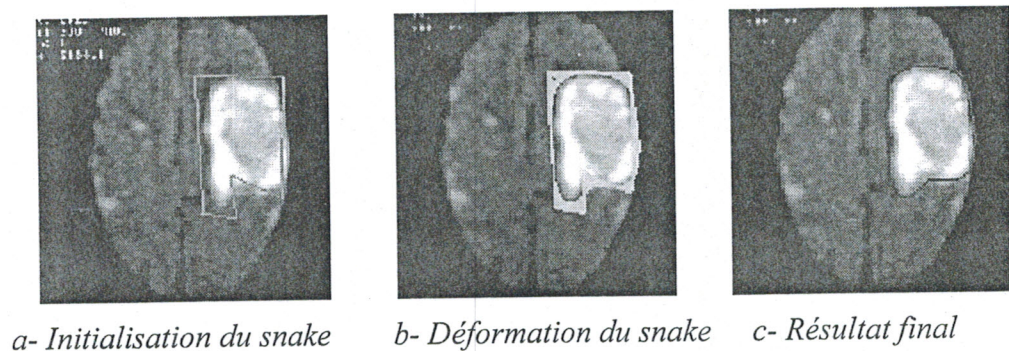 a- Initialisation du snake
b- Déformation du snake
c- Résultat final